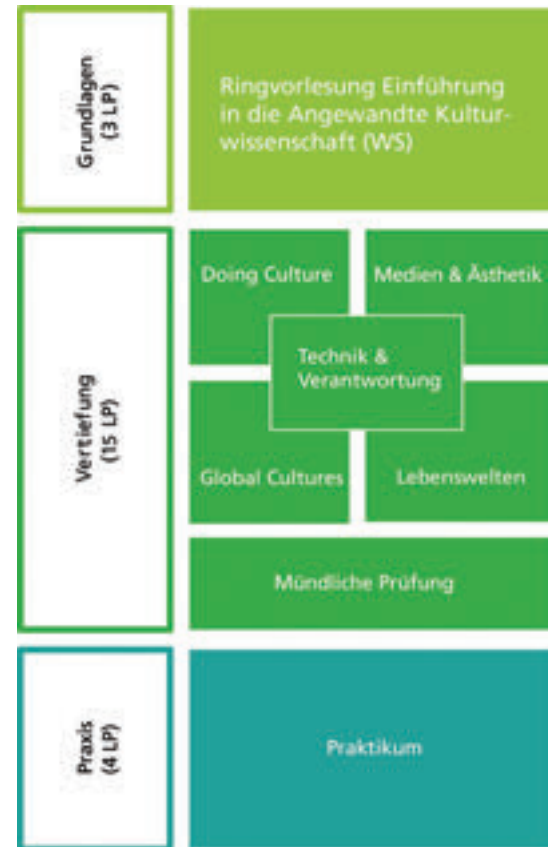 Grundlagen
(3 LP)
Ringvorlesung Einführung
in die Angewandte Kultur-
wissenschaft (WS)
Vertiefung
(15 LP)
Doing Culture
Medien & Ästhetik
Technik &
Verantwortung
Global Cultures
Lebenswelten
Mündliche Prüfung
Praxis
(4 LP)
Praktikum